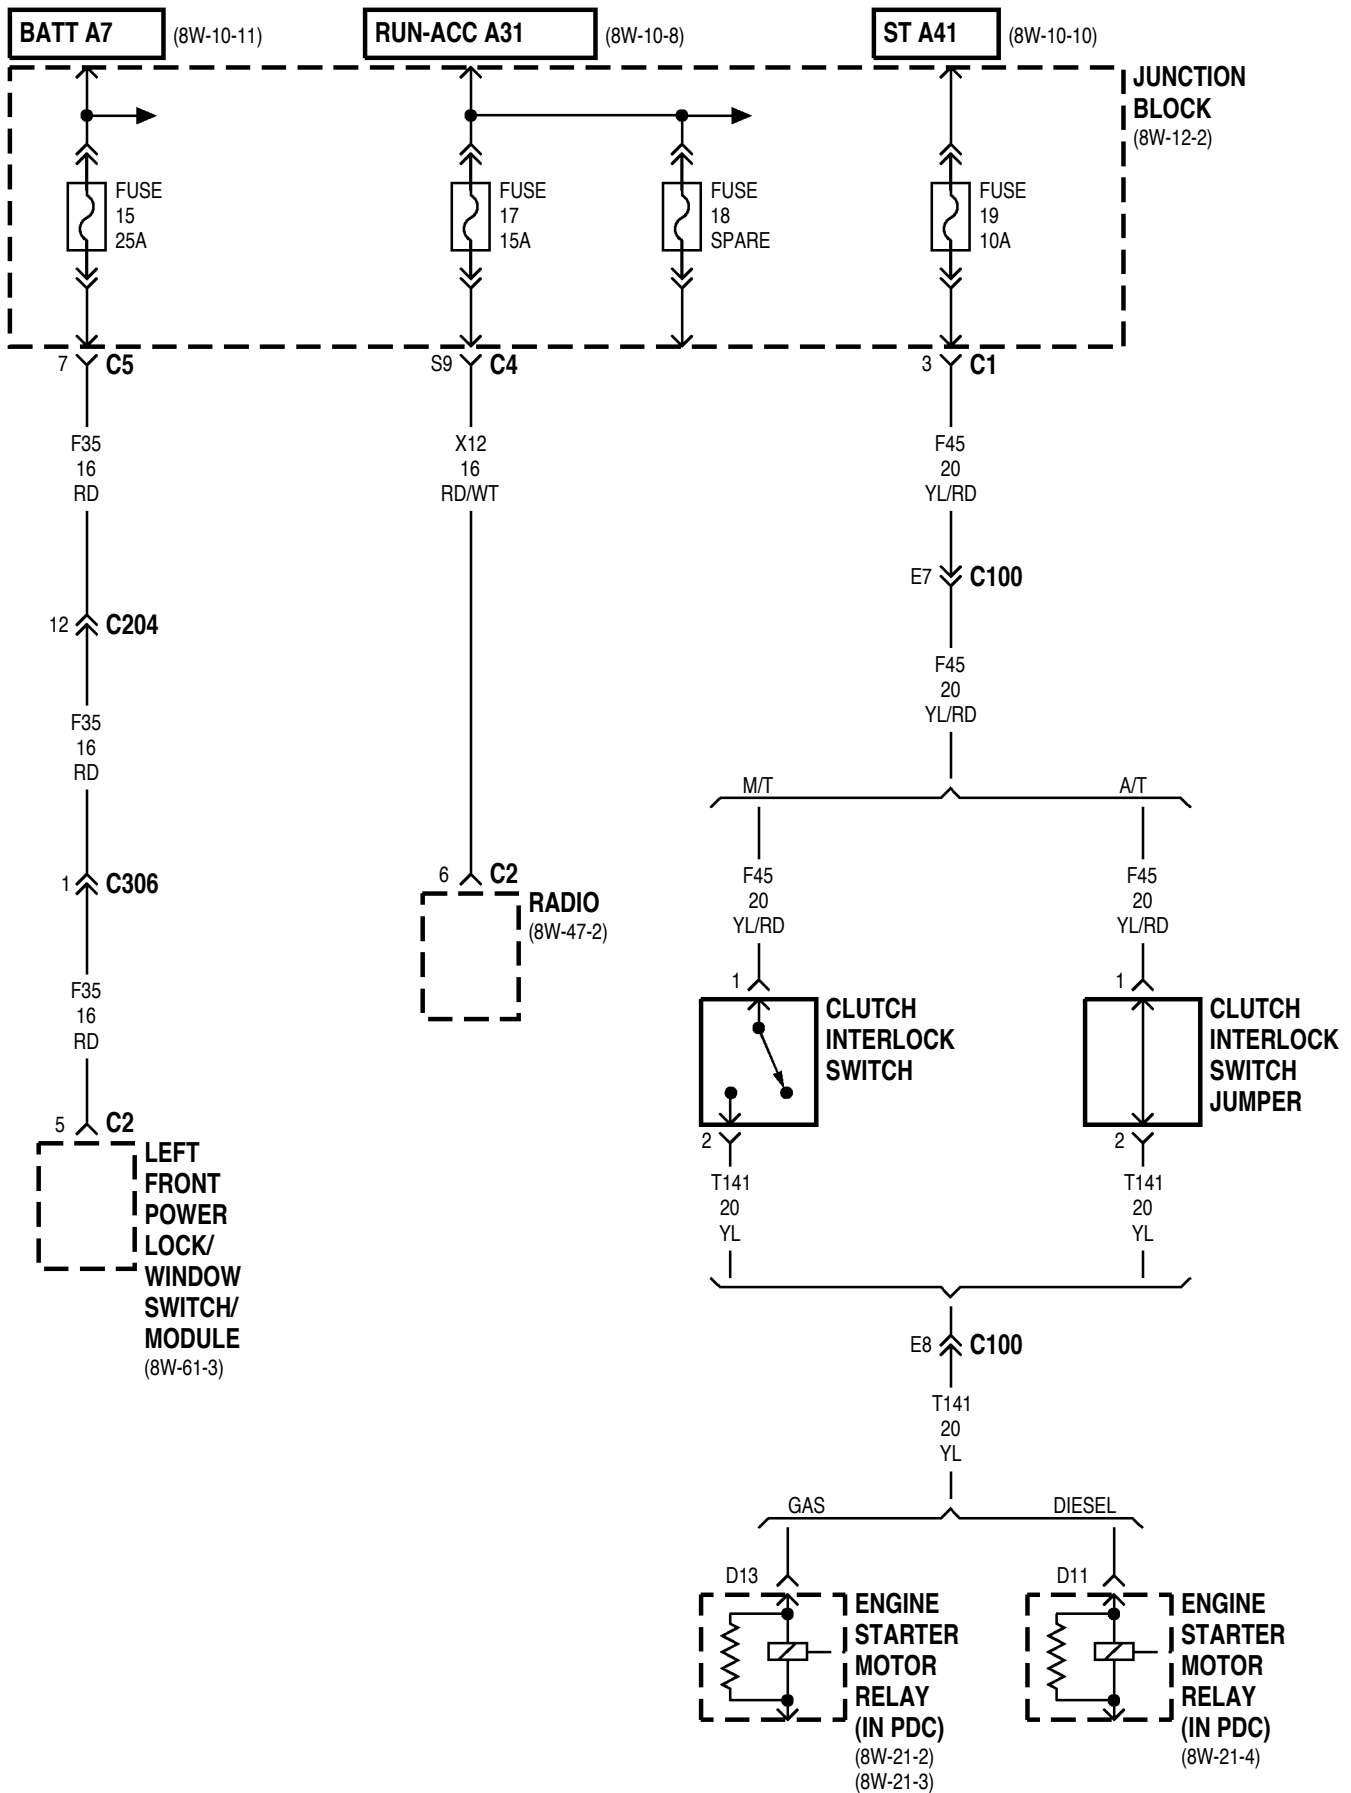 BATT A7
(8W-10-11)
RUN-ACC A31
(8W-10-8)
ST A41
(8W-10-10)
JUNCTION
BLOCK
(8W-12-2)
FUSE
15
25A
FUSE
17
15A
FUSE
18
SPARE
FUSE
19
10A
7
C5
S9
C4
3
C1
F35
16
RD
X12
16
RD/WT
F45
20
YL/RD
E7
C100
12
C204
F45
20
YL/RD
F35
16
RD
M/T
A/T
1
C306
6
C2
RADIO
(8W-47-2)
F45
20
YL/RD
F45
20
YL/RD
F35
16
RD
1
CLUTCH
INTERLOCK
SWITCH
1
CLUTCH
INTERLOCK
SWITCH
JUMPER
5
C2
LEFT
FRONT
POWER
LOCK/
WINDOW
SWITCH/
MODULE
(8W-61-3)
2
2
T141
20
YL
T141
20
YL
E8
C100
T141
20
YL
GAS
DIESEL
D13
D11
ENGINE
STARTER
MOTOR
RELAY
(IN PDC)
(8W-21-2)
(8W-21-3)
ENGINE
STARTER
MOTOR
RELAY
(IN PDC)
(8W-21-4)